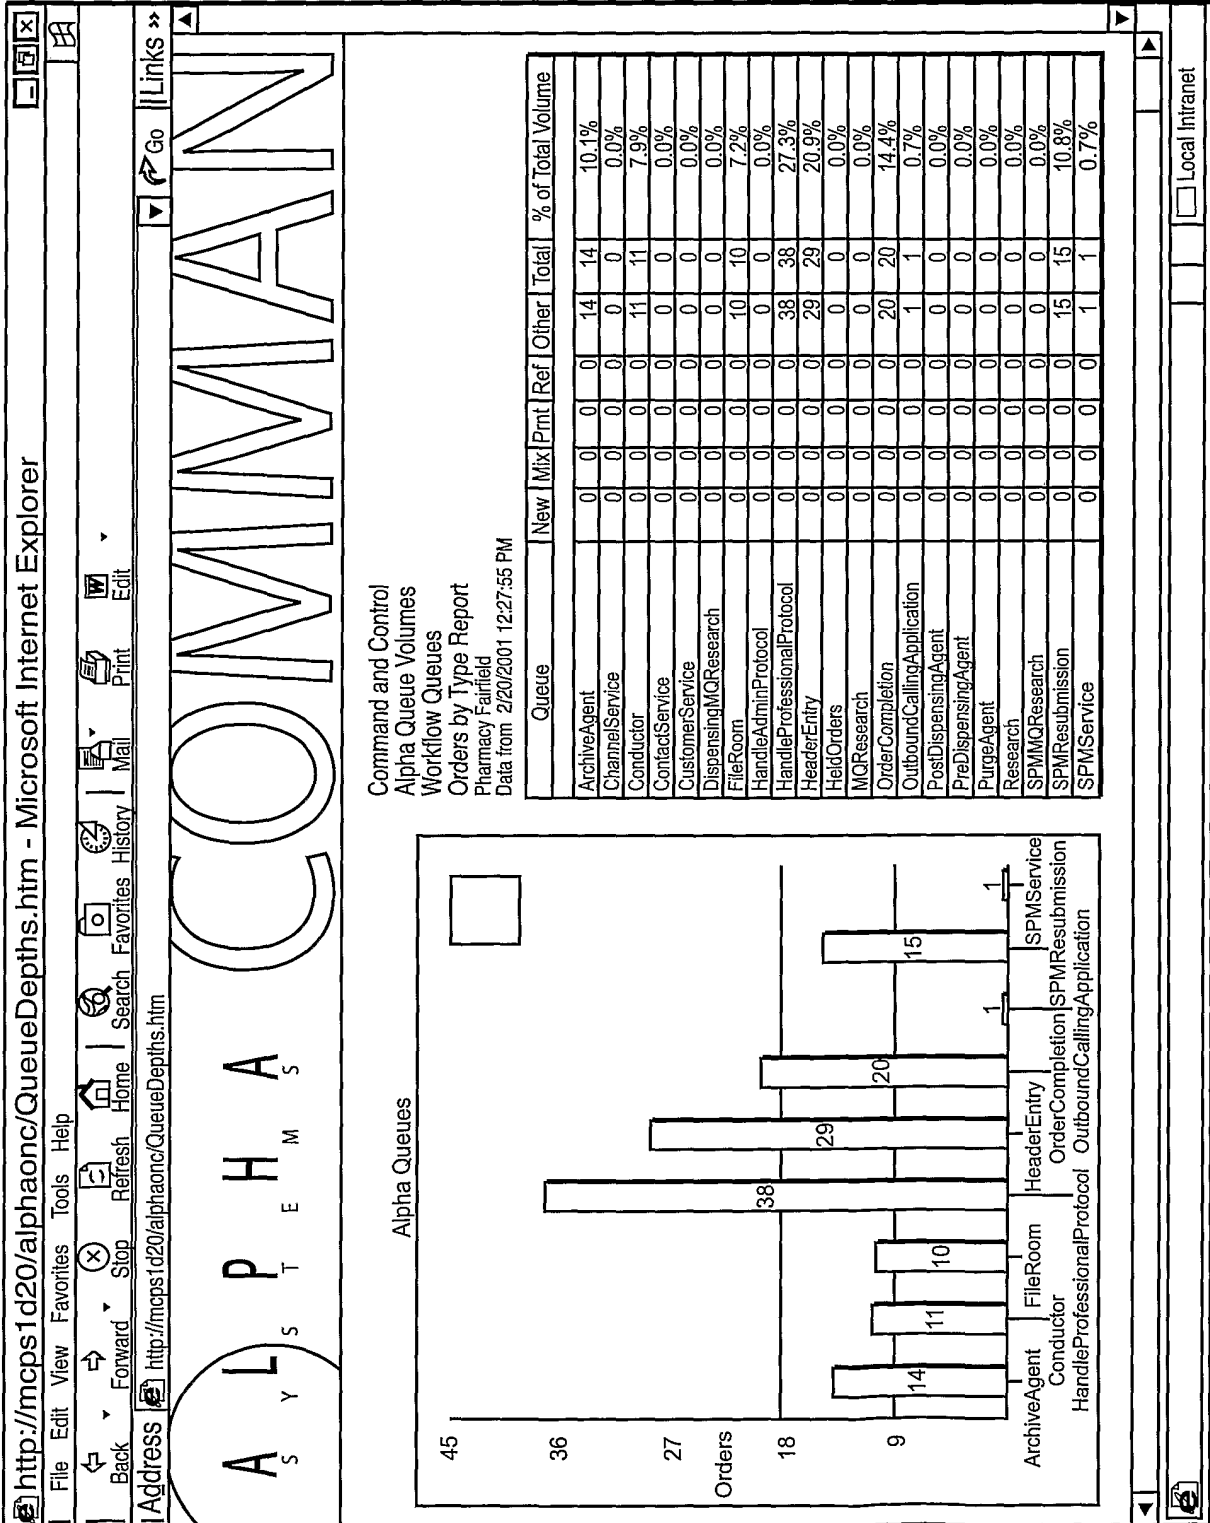 http://mcps1d20/alphaonc/QueueDepths.htm - Microsoft Internet Explorer
File Edit View Favorites Tools Help
Back Forward Stop Refresh Home Search Favorites History Mail Print Edit
Address http://mcps1d20/alphaonc/QueueDepths.htm Go Links »
ALPHA COMMAN
SYSTEMS
Command and Control
Alpha Queue Volumes
Workflow Queues
Orders by Type Report
Pharmacy Fairfield
Data from 2/20/2001 12:27:55 PM
Alpha Queues
45
36
27
Orders
18
9
14
11
10
38
29
20
1
15
1
ArchiveAgent FileRoom HeaderEntry SPMService
Conductor OrderCompletion SPMResubmission
HandleProfessionalProtocol OutboundCallingApplication
Queue New Mix Prnt Ref Other Total % of Total Volume
ArchiveAgent 0 0 0 0 14 14 10.1%
ChannelService 0 0 0 0 0 0 0.0%
Conductor 0 0 0 0 11 11 7.9%
ContactService 0 0 0 0 0 0 0.0%
CustomerService 0 0 0 0 0 0 0.0%
DispensingMQResearch 0 0 0 0 0 0 0.0%
FileRoom 0 0 0 0 10 10 7.2%
HandleAdminProtocol 0 0 0 0 0 0 0.0%
HandleProfessionalProtocol 0 0 0 0 38 38 27.3%
HeaderEntry 0 0 0 0 29 29 20.9%
HeldOrders 0 0 0 0 0 0 0.0%
MQResearch 0 0 0 0 0 0 0.0%
OrderCompletion 0 0 0 0 20 20 14.4%
OutboundCallingApplication 0 0 0 0 1 1 0.7%
PostDispensingAgent 0 0 0 0 0 0 0.0%
PreDispensingAgent 0 0 0 0 0 0 0.0%
PurgeAgent 0 0 0 0 0 0 0.0%
Research 0 0 0 0 0 0 0.0%
SPMMQResearch 0 0 0 0 0 0 0.0%
SPMResubmission 0 0 0 0 15 15 10.8%
SPMService 0 0 0 0 1 1 0.7%
Local Intranet